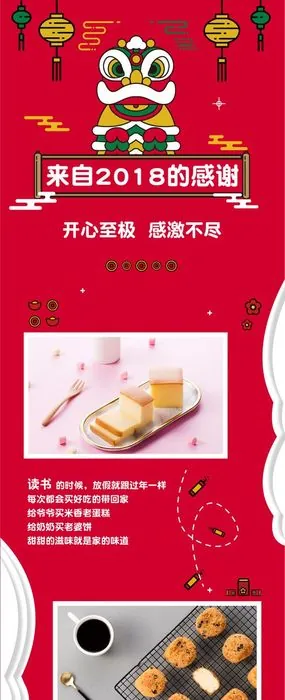 来自2018的感谢
开心至极 感激不尽
读书 的时候，放假就跟过年一样
每次都会买好吃的带回家
给爷爷买米香老蛋糕
给奶奶买老婆饼
甜甜的滋味就是家的味道